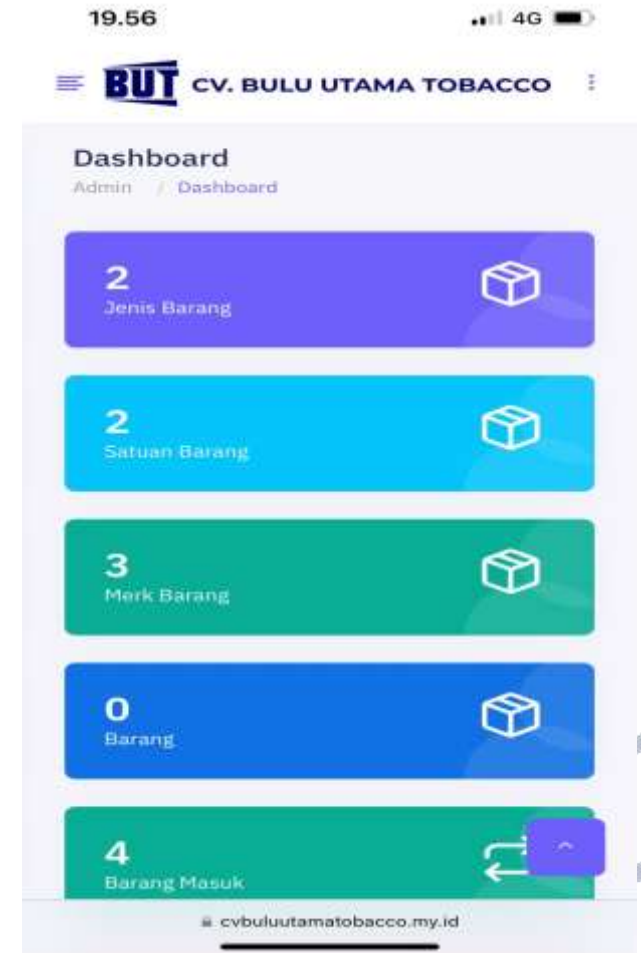 19.56 4G
BUT CV. BULU UTAMA TOBACCO
Dashboard
Admin / Dashboard
2
Jenis Barang
2
Satuan Barang
3
Merk Barang
0
Barang
4
Barang Masuk
cvbuluutamatobacco.my.id